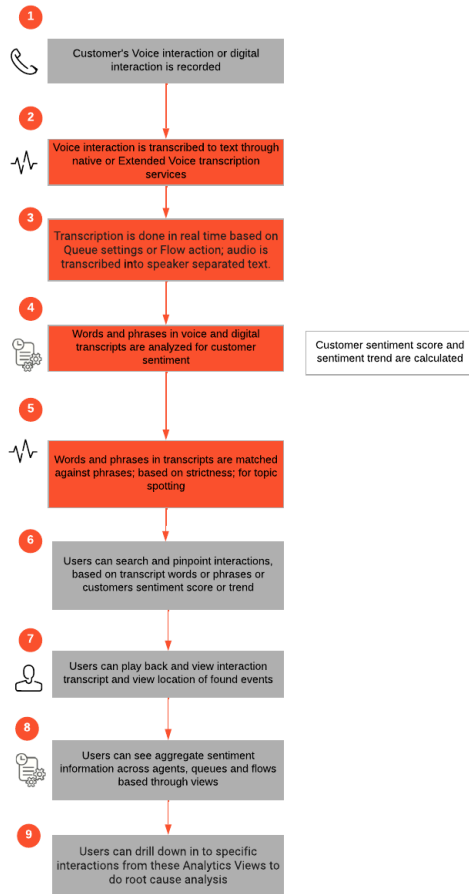 1
Customer's Voice interaction or digital
interaction is recorded
2
Voice interaction is transcribed to text through
native or Extended Voice transcription
services
3
Transcription is done in real time based on
Queue settings or Flow action; audio is
transcribed into speaker separated text.
4
Words and phrases in voice and digital
transcripts are analyzed for customer
sentiment
Customer sentiment score and
sentiment trend are calculated
5
Words and phrases in transcripts are matched
against phrases; based on strictness; for topic
spotting
6
Users can search and pinpoint interactions,
based on transcript words or phrases or
customers sentiment score or trend
7
Users can play back and view interaction
transcript and view location of found events
8
Users can see aggregate sentiment
information across agents, queues and flows
based through views
9
Users can drill down in to specific
interactions from these Analytics Views to
do root cause analysis